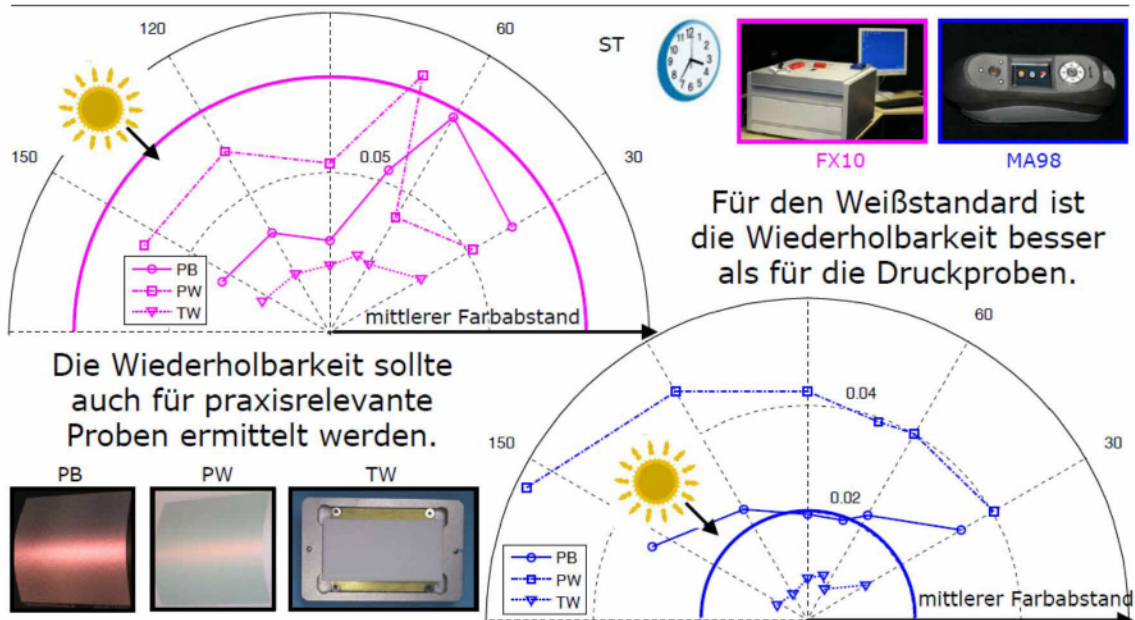 120
60
ST
150
0.05
30
FX10
MA98
PB
PW
TW
mittlerer Farbabstand
Für den Weißstandard ist
die Wiederholbarkeit besser
als für die Druckproben.
Die Wiederholbarkeit sollte
auch für praxisrelevante
Proben ermittelt werden.
PB
PW
TW
60
0.04
150
30
0.02
PB
PW
TW
mittlerer Farbabstand